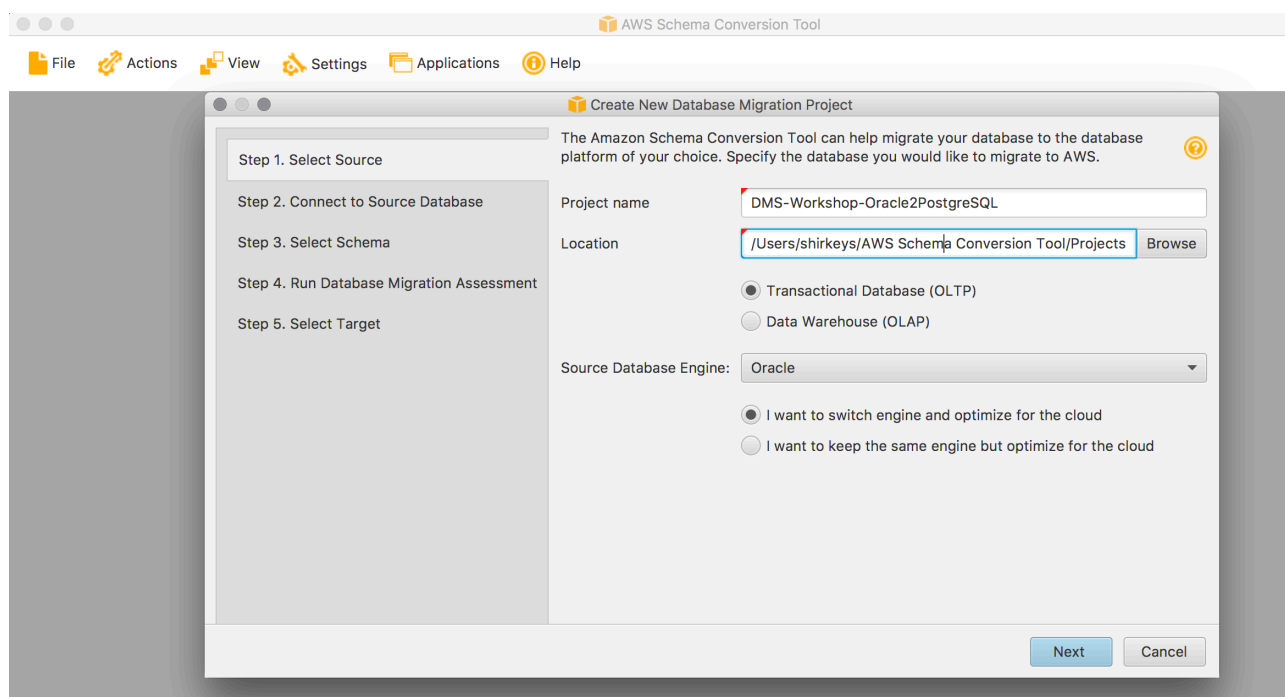 AWS Schema Conversion Tool
File Actions View Settings Applications Help
Create New Database Migration Project
Step 1. Select Source
Step 2. Connect to Source Database
Step 3. Select Schema
Step 4. Run Database Migration Assessment
Step 5. Select Target
The Amazon Schema Conversion Tool can help migrate your database to the database
platform of your choice. Specify the database you would like to migrate to AWS.
Project name DMS-Workshop-Oracle2PostgreSQL
Location /Users/shirkeys/AWS Schema Conversion Tool/Projects Browse
Transactional Database (OLTP)
Data Warehouse (OLAP)
Source Database Engine: Oracle
I want to switch engine and optimize for the cloud
I want to keep the same engine but optimize for the cloud
Next Cancel